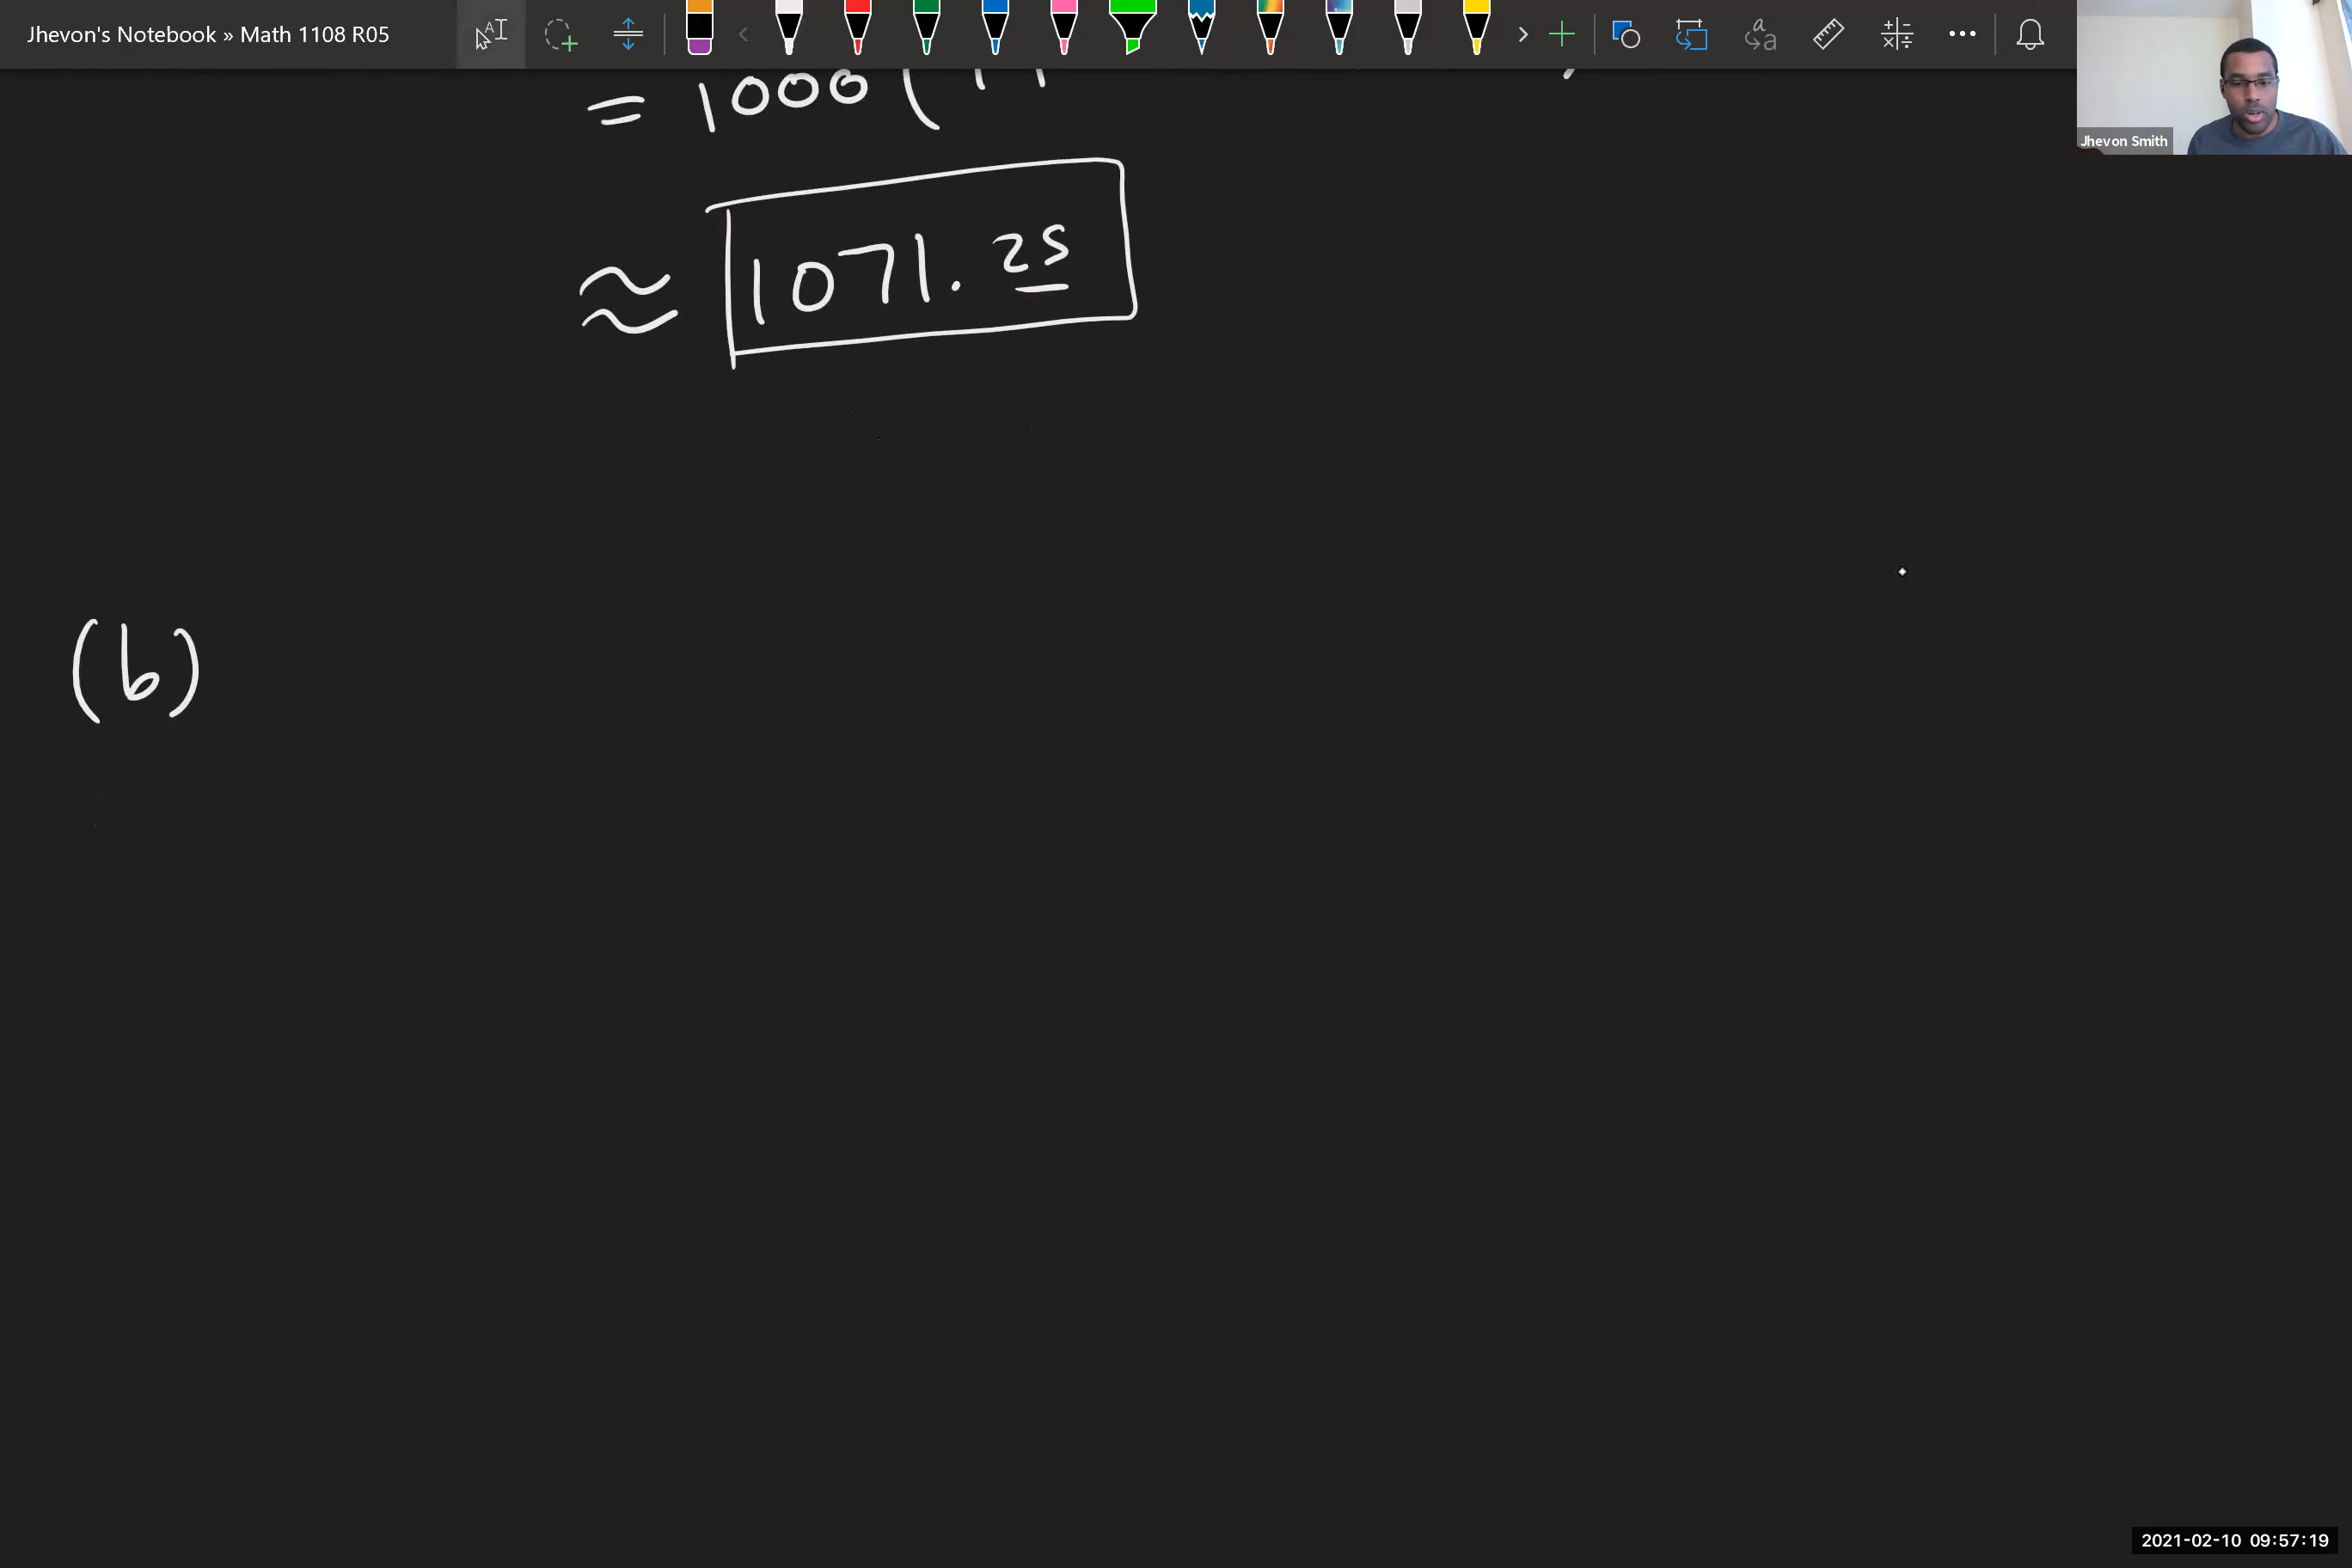 Jhevon's Notebook » Math 1108 R05
Jhevon Smith
= 1000 (
≈ 1071.25
(b)
2021-02-10 09:57:19